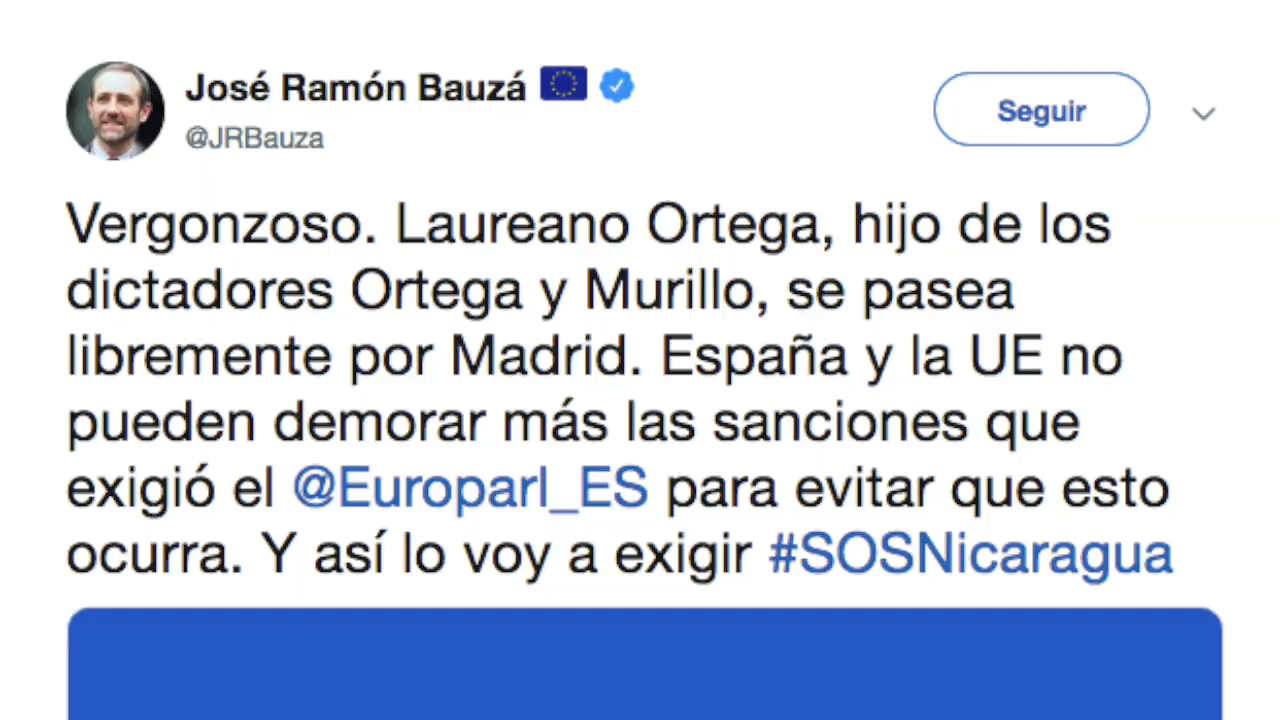 José Ramón Bauzá
@JRBauza
Seguir
Vergonzoso. Laureano Ortega, hijo de los
dictadores Ortega y Murillo, se pasea
libremente por Madrid. España y la UE no
pueden demorar más las sanciones que
exigió el @Europarl_ES para evitar que esto
ocurra. Y así lo voy a exigir #SOSNicaragua